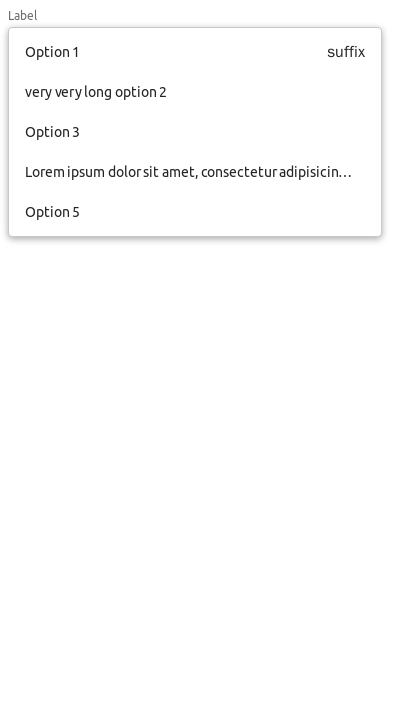 Label
Option 1 suffix
very very long option 2
Option 3
Lorem ipsum dolor sit amet, consectetur adipisicin…
Option 5